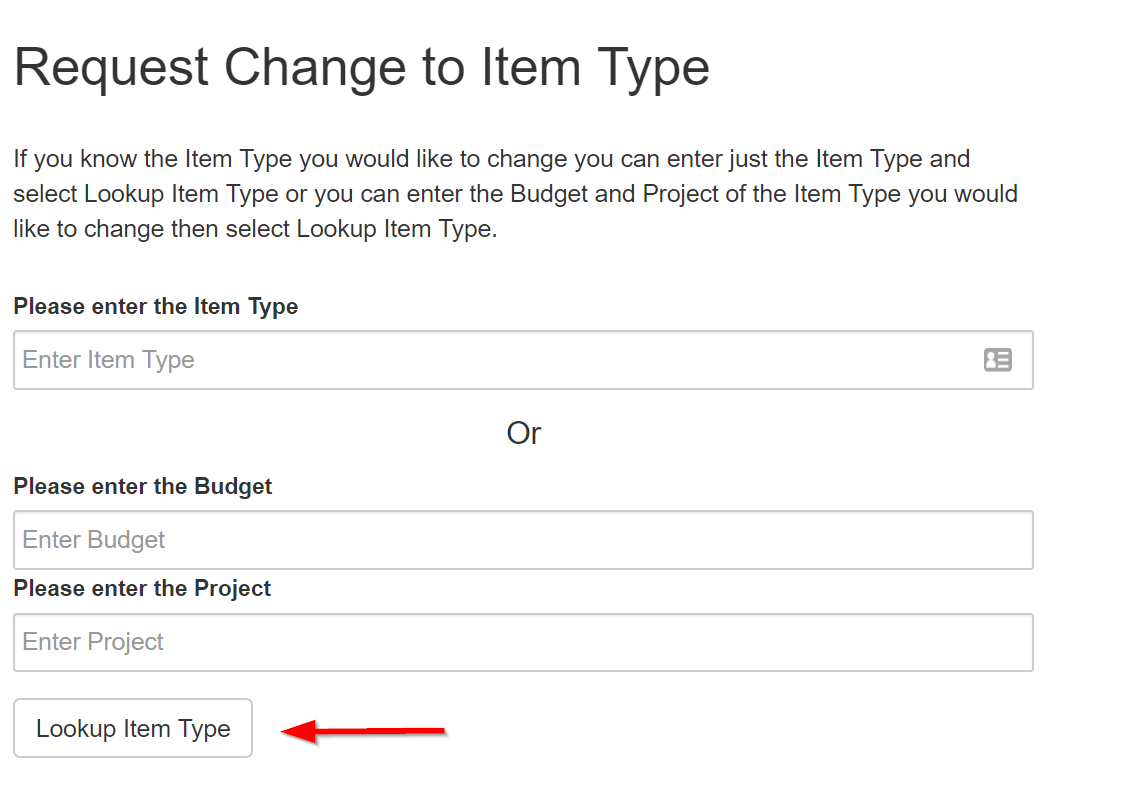 Request Change to Item Type
If you know the Item Type you would like to change you can enter just the Item Type and
select Lookup Item Type or you can enter the Budget and Project of the Item Type you would
like to change then select Lookup Item Type.
Please enter the Item Type
Enter Item Type
Or
Please enter the Budget
Enter Budget
Please enter the Project
Enter Project
Lookup Item Type